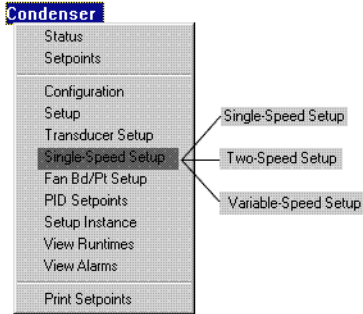 Condenser
Status
Setpoints
Configuration
Setup
Transducer Setup
Single-Speed Setup
Fan Bd/Pt Setup
PID Setpoints
Setup Instance
View Runtimes
View Alarms
Print Setpoints
Single-Speed Setup
Two-Speed Setup
Variable-Speed Setup